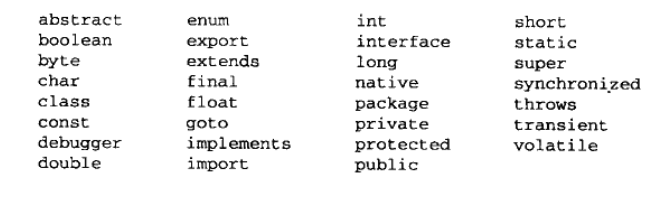 abstract enum int short
boolean export interface static
byte extends long super
char final native synchronized
class float package throws
const goto private transient
debugger implements protected volatile
double import public